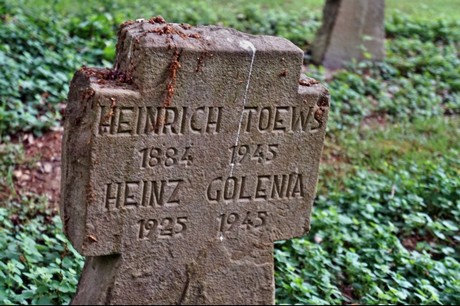 HEINRICH TOEWS
1884 1945
HEINZ GOLENIA
1925 1945